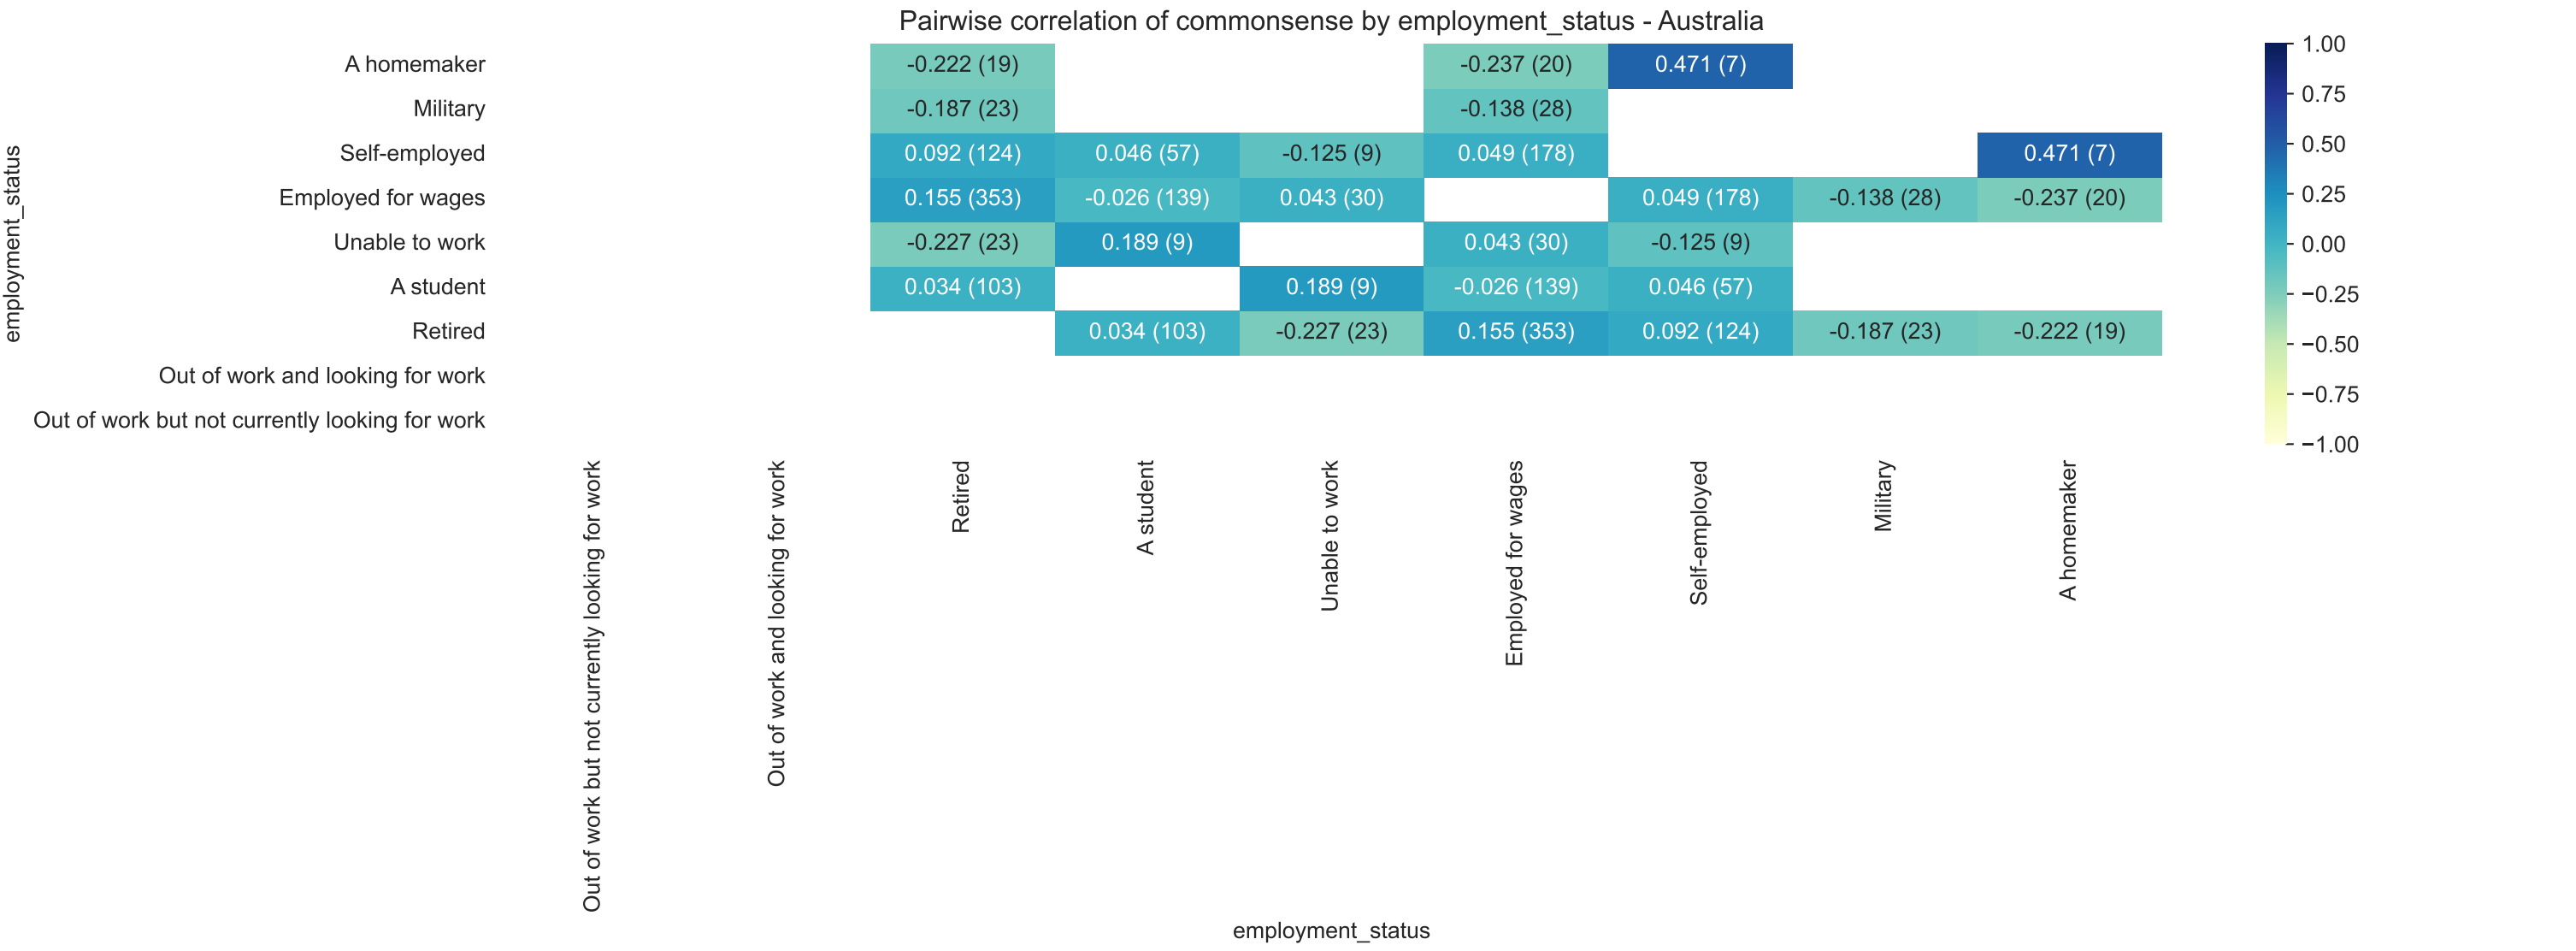 Pairwise correlation of commonsense by employment_status - Australia
employment_status
A homemaker -0.222 (19) -0.237 (20) 0.471 (7)
Military -0.187 (23) -0.138 (28)
Self-employed 0.092 (124) 0.046 (57) -0.125 (9) 0.049 (178) 0.471 (7)
Employed for wages 0.155 (353) -0.026 (139) 0.043 (30) 0.049 (178) -0.138 (28) -0.237 (20)
Unable to work -0.227 (23) 0.189 (9) 0.043 (30) -0.125 (9)
A student 0.034 (103) 0.189 (9) -0.026 (139) 0.046 (57)
Retired 0.034 (103) -0.227 (23) 0.155 (353) 0.092 (124) -0.187 (23) -0.222 (19)
Out of work and looking for work
Out of work but not currently looking for work
Out of work but not currently looking for work
Out of work and looking for work
Retired
A student
Unable to work
Employed for wages
Self-employed
Military
A homemaker
employment_status
1.00
0.75
0.50
0.25
0.00
−0.25
−0.50
−0.75
−1.00